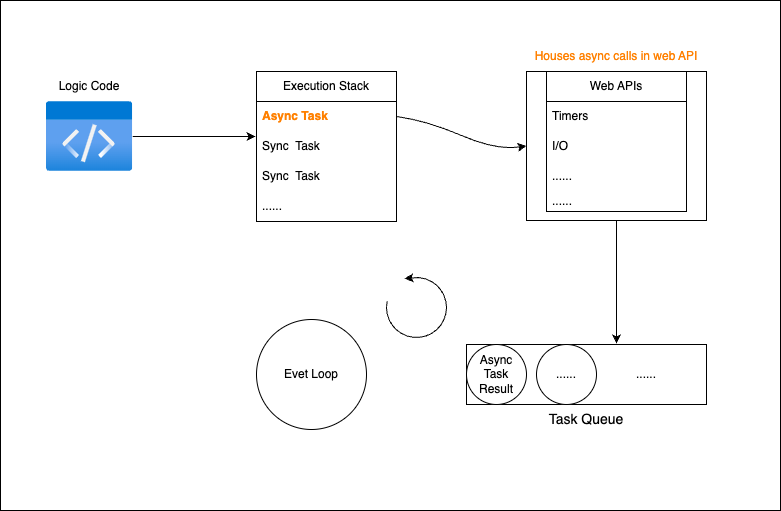 Houses async calls in web API
Logic Code
Execution Stack
Async Task
Sync Task
Sync Task
......
Web APIs
Timers
I/O
......
......
Evet Loop
Async
Task
Result
......
......
Task Queue